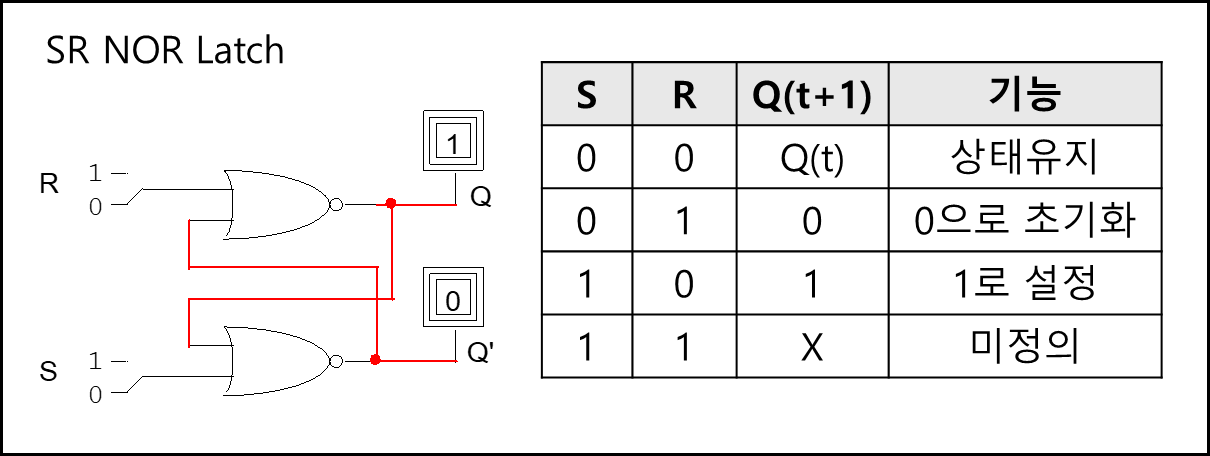 SR NOR Latch
R
1
0
1
Q
S
1
0
0
Q'
S R Q(t+1) 기능
0 0 Q(t) 상태유지
0 1 0 0으로 초기화
1 0 1 1로 설정
1 1 X 미정의